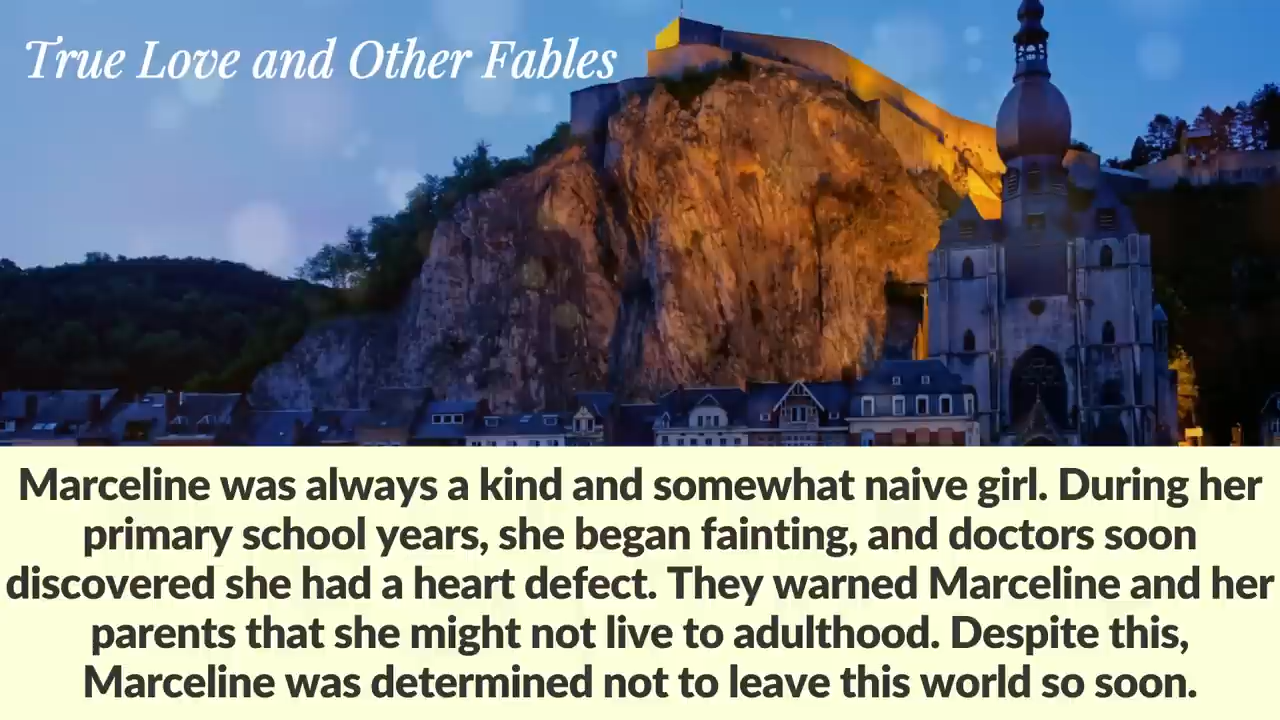 True Love and Other Fables
Marceline was always a kind and somewhat naive girl. During her
primary school years, she began fainting, and doctors soon
discovered she had a heart defect. They warned Marceline and her
parents that she might not live to adulthood. Despite this,
Marceline was determined not to leave this world so soon.